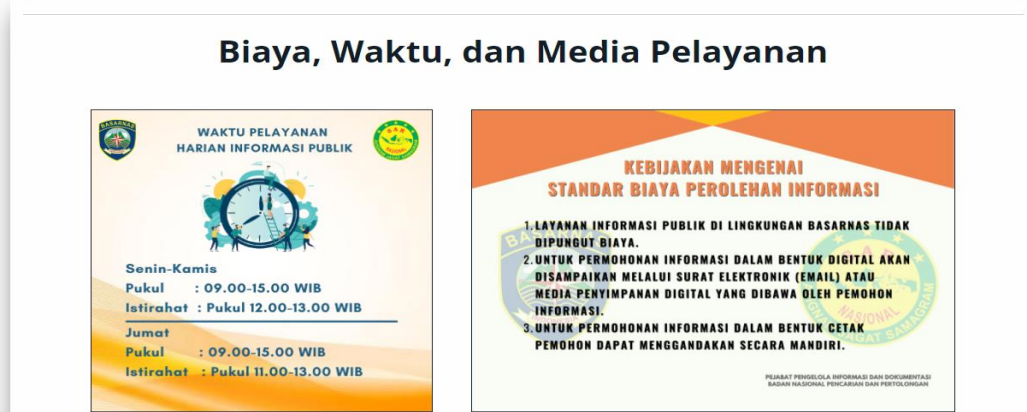 Biaya, Waktu, dan Media Pelayanan
BASARNAS
WAKTU PELAYANAN
HARIAN INFORMASI PUBLIK
Senin-Kamis
Pukul : 09.00-15.00 WIB
Istirahat : Pukul 12.00-13.00 WIB
Jumat
Pukul : 09.00-15.00 WIB
Istirahat : Pukul 11.00-13.00 WIB
KEBIJAKAN MENGENAI
STANDAR BIAYA PEROLEHAN INFORMASI
1. LAYANAN INFORMASI PUBLIK DI LINGKUNGAN BASARNAS TIDAK
DIPUNGUT BIAYA.
2. UNTUK PERMOHONAN INFORMASI DALAM BENTUK DIGITAL AKAN
DISAMPAIKAN MELALUI SURAT ELEKTRONIK (EMAIL) ATAU
MEDIA PENYIMPANAN DIGITAL YANG DIBAWA OLEH PEMOHON
INFORMASI.
3. UNTUK PERMOHONAN INFORMASI DALAM BENTUK CETAK
PEMOHON DAPAT MENGGANDAKAN SECARA MANDIRI.
PEJABAT PENGELOLA INFORMASI DAN DOKUMENTASI
BADAN NASIONAL PENCARIAN DAN PERTOLONGAN